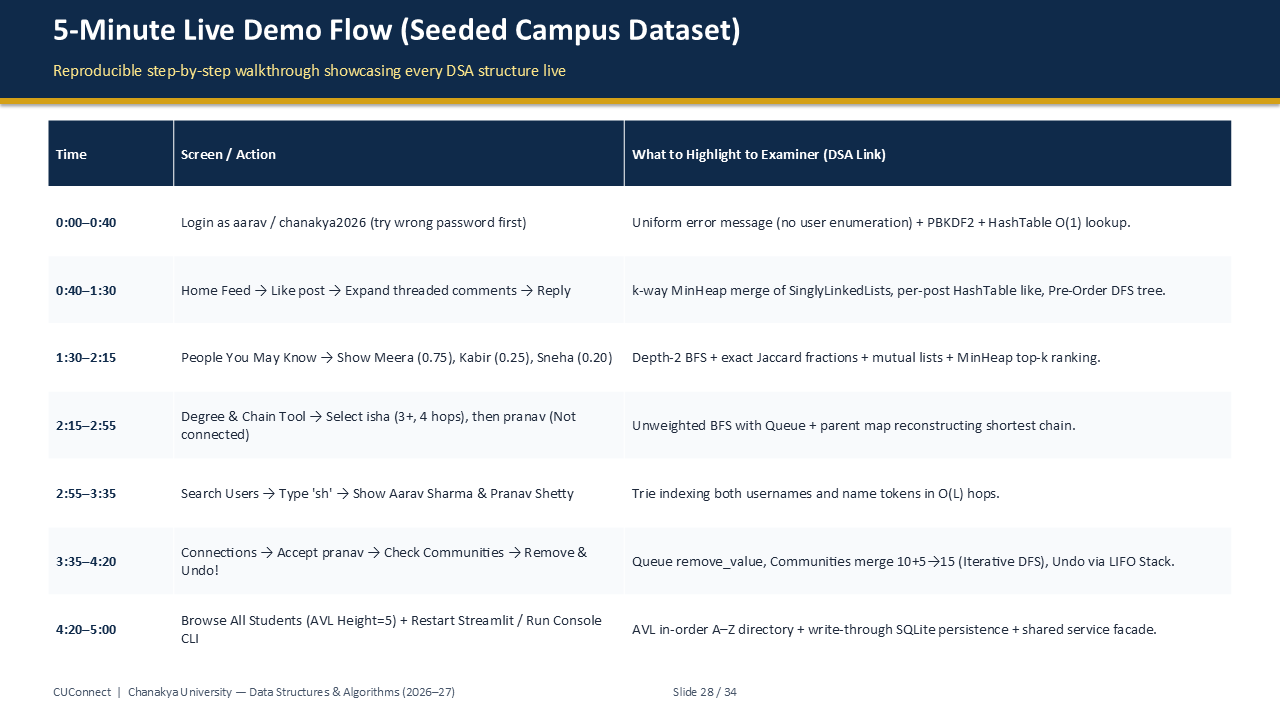 5-Minute Live Demo Flow (Seeded Campus Dataset)
Reproducible step-by-step walkthrough showcasing every DSA structure live
Time
Screen / Action
What to Highlight to Examiner (DSA Link)
0:00–0:40
Login as aarav / chanakya2026 (try wrong password first)
Uniform error message (no user enumeration) + PBKDF2 + HashTable O(1) lookup.
0:40–1:30
Home Feed → Like post → Expand threaded comments → Reply
k-way MinHeap merge of SinglyLinkedLists, per-post HashTable like, Pre-Order DFS tree.
1:30–2:15
People You May Know → Show Meera (0.75), Kabir (0.25), Sneha (0.20)
Depth-2 BFS + exact Jaccard fractions + mutual lists + MinHeap top-k ranking.
2:15–2:55
Degree & Chain Tool → Select isha (3+, 4 hops), then pranav (Not
connected)
Unweighted BFS with Queue + parent map reconstructing shortest chain.
2:55–3:35
Search Users → Type 'sh' → Show Aarav Sharma & Pranav Shetty
Trie indexing both usernames and name tokens in O(L) hops.
3:35–4:20
Connections → Accept pranav → Check Communities → Remove &
Undo!
Queue remove_value, Communities merge 10+5→15 (Iterative DFS), Undo via LIFO Stack.
4:20–5:00
Browse All Students (AVL Height=5) + Restart Streamlit / Run Console
CLI
AVL in-order A–Z directory + write-through SQLite persistence + shared service facade.
CUConnect | Chanakya University — Data Structures & Algorithms (2026–27)
Slide 28 / 34